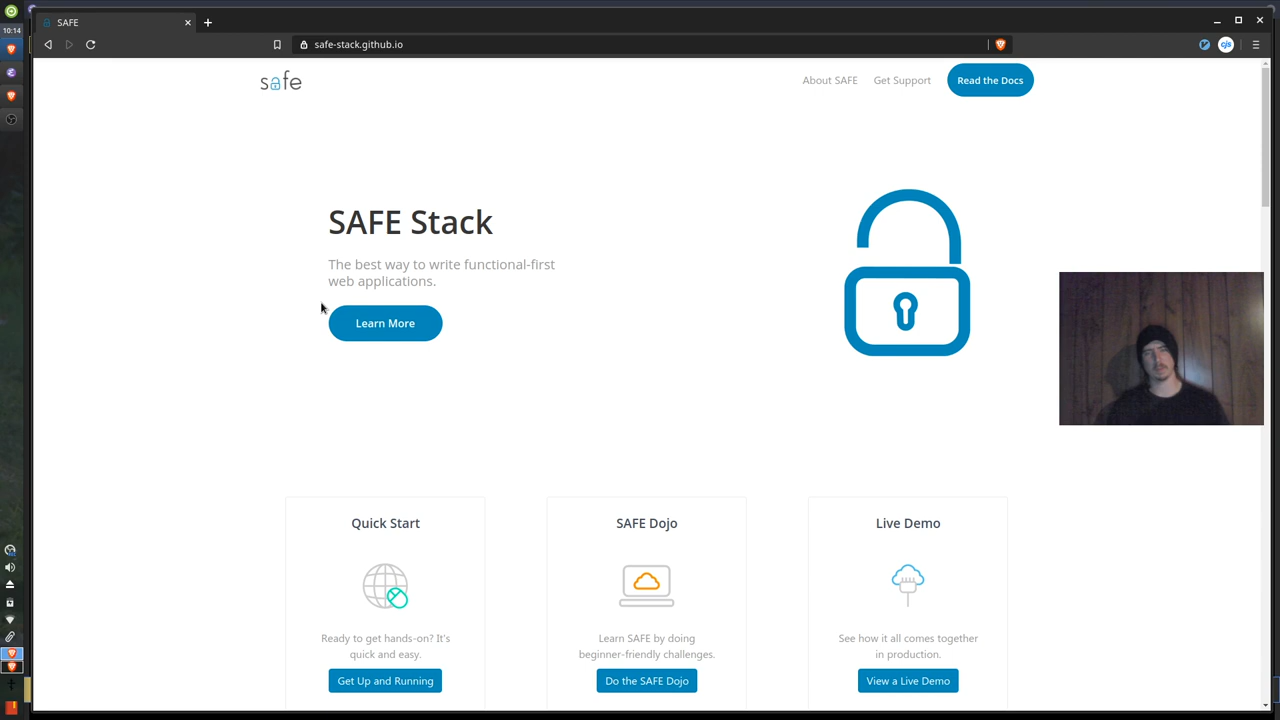 SAFE
10:14
safe-stack.github.io
cjs
safe
About SAFE
Get Support
Read the Docs
SAFE Stack
The best way to write functional-first
web applications.
Learn More
Quick Start
SAFE Dojo
Live Demo
Ready to get hands-on? It's
quick and easy.
Learn SAFE by doing
beginner-friendly challenges.
See how it all comes together
in production.
Get Up and Running
Do the SAFE Dojo
View a Live Demo